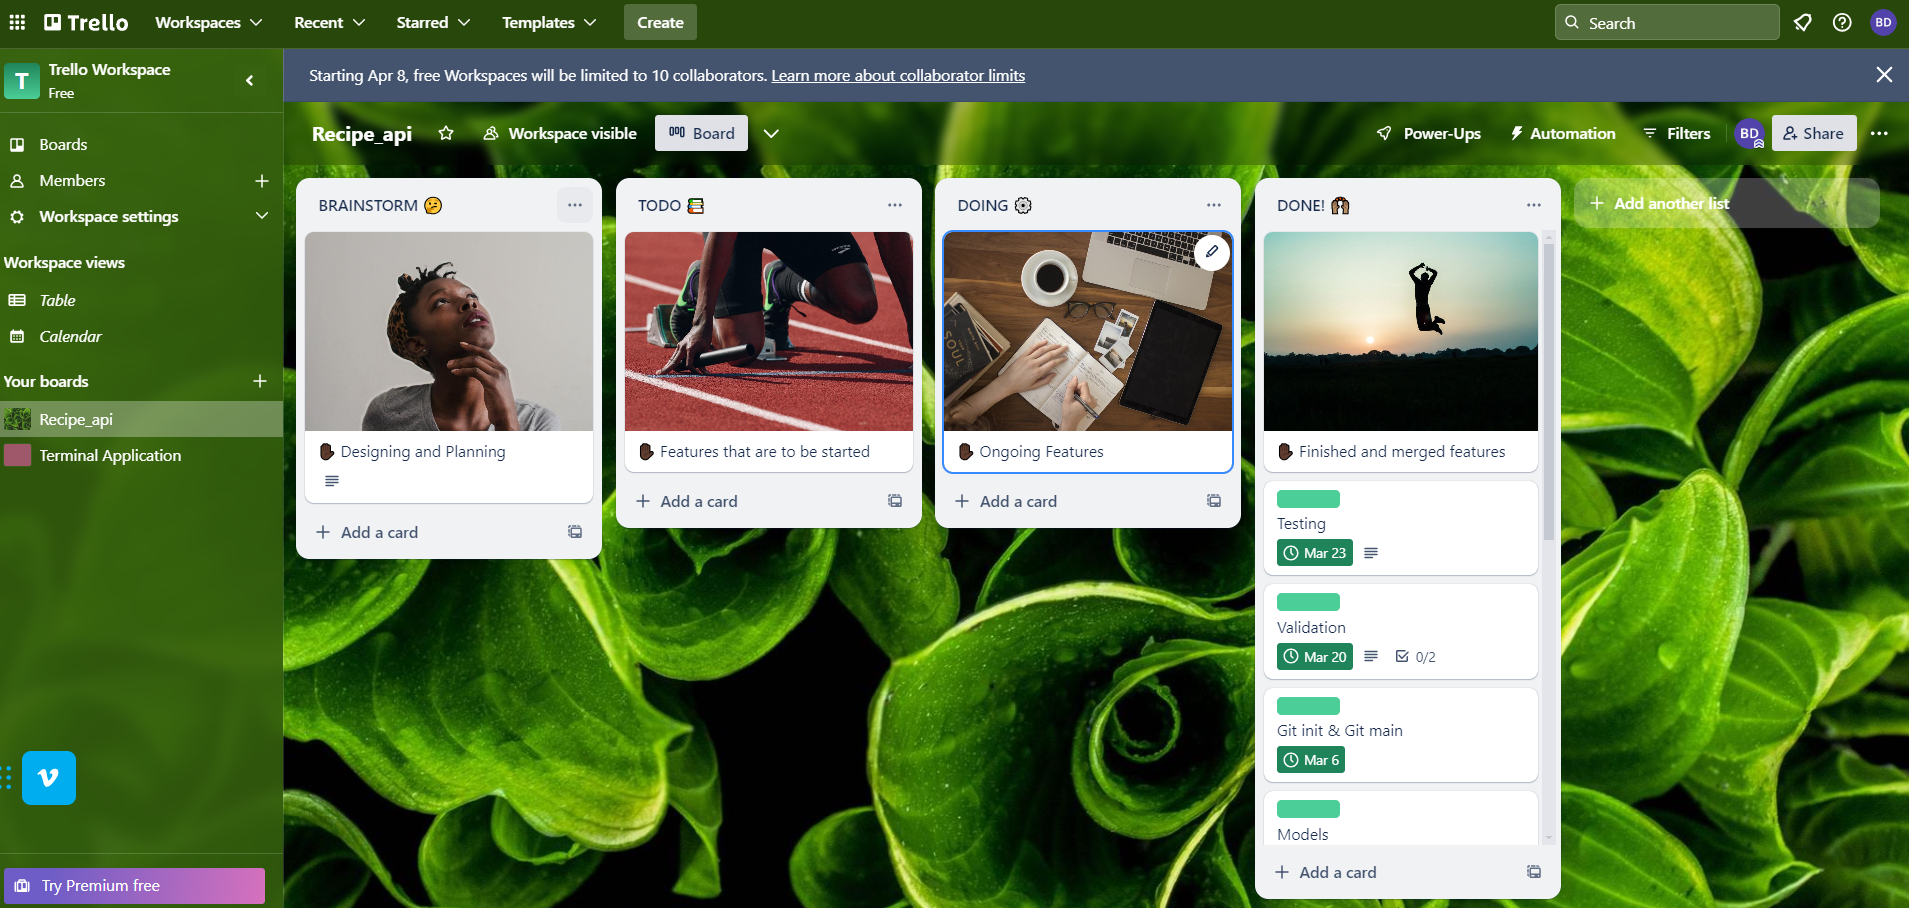 Trello
Workspaces
Recent
Starred
Templates
Create
Search
BD
T
Trello Workspace
Free
Starting Apr 8, free Workspaces will be limited to 10 collaborators. Learn more about collaborator limits
Recipe_api
Workspace visible
Board
Power-Ups
Automation
Filters
BD
Share
Boards
Members
Workspace settings
Workspace views
Table
Calendar
Your boards
Recipe_api
Terminal Application
Try Premium free
BRAINSTORM 🤔
✋🏿 Designing and Planning
Add a card
TODO 📚
✋🏿 Features that are to be started
Add a card
DOING ⚙
SOUL
✋🏿 Ongoing Features
Add a card
DONE! 🙌🏽
✋🏿 Finished and merged features
Testing
Mar 23
Validation
Mar 20
0/2
Git init & Git main
Mar 6
Models
Add a card
Add another list